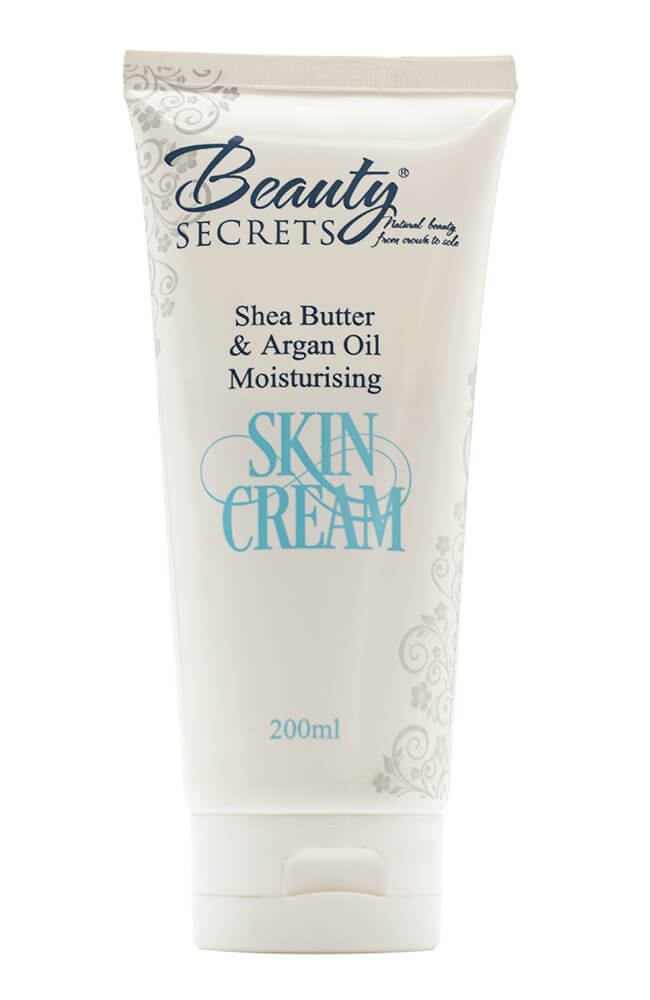 Beauty®
SECRETS
Natural beauty
from crown to sole
Shea Butter
& Argan Oil
Moisturising
SKIN
CREAM
200ml